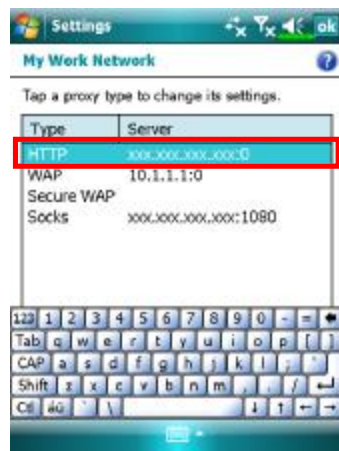 Settings
ok
My Work Network
?
Tap a proxy type to change its settings.
Type Server
HTTP xxx.xxx.xxx.xxx:0
WAP 10.1.1.1:0
Secure WAP
Socks xxx.xxx.xxx.xxx:1080
123 1 2 3 4 5 6 7 8 9 0 - =
Tab q w e r t y u i o p [ ]
CAP a s d f g h j k l ; '
Shift z x c v b n m , . /
Ctl áü ` \